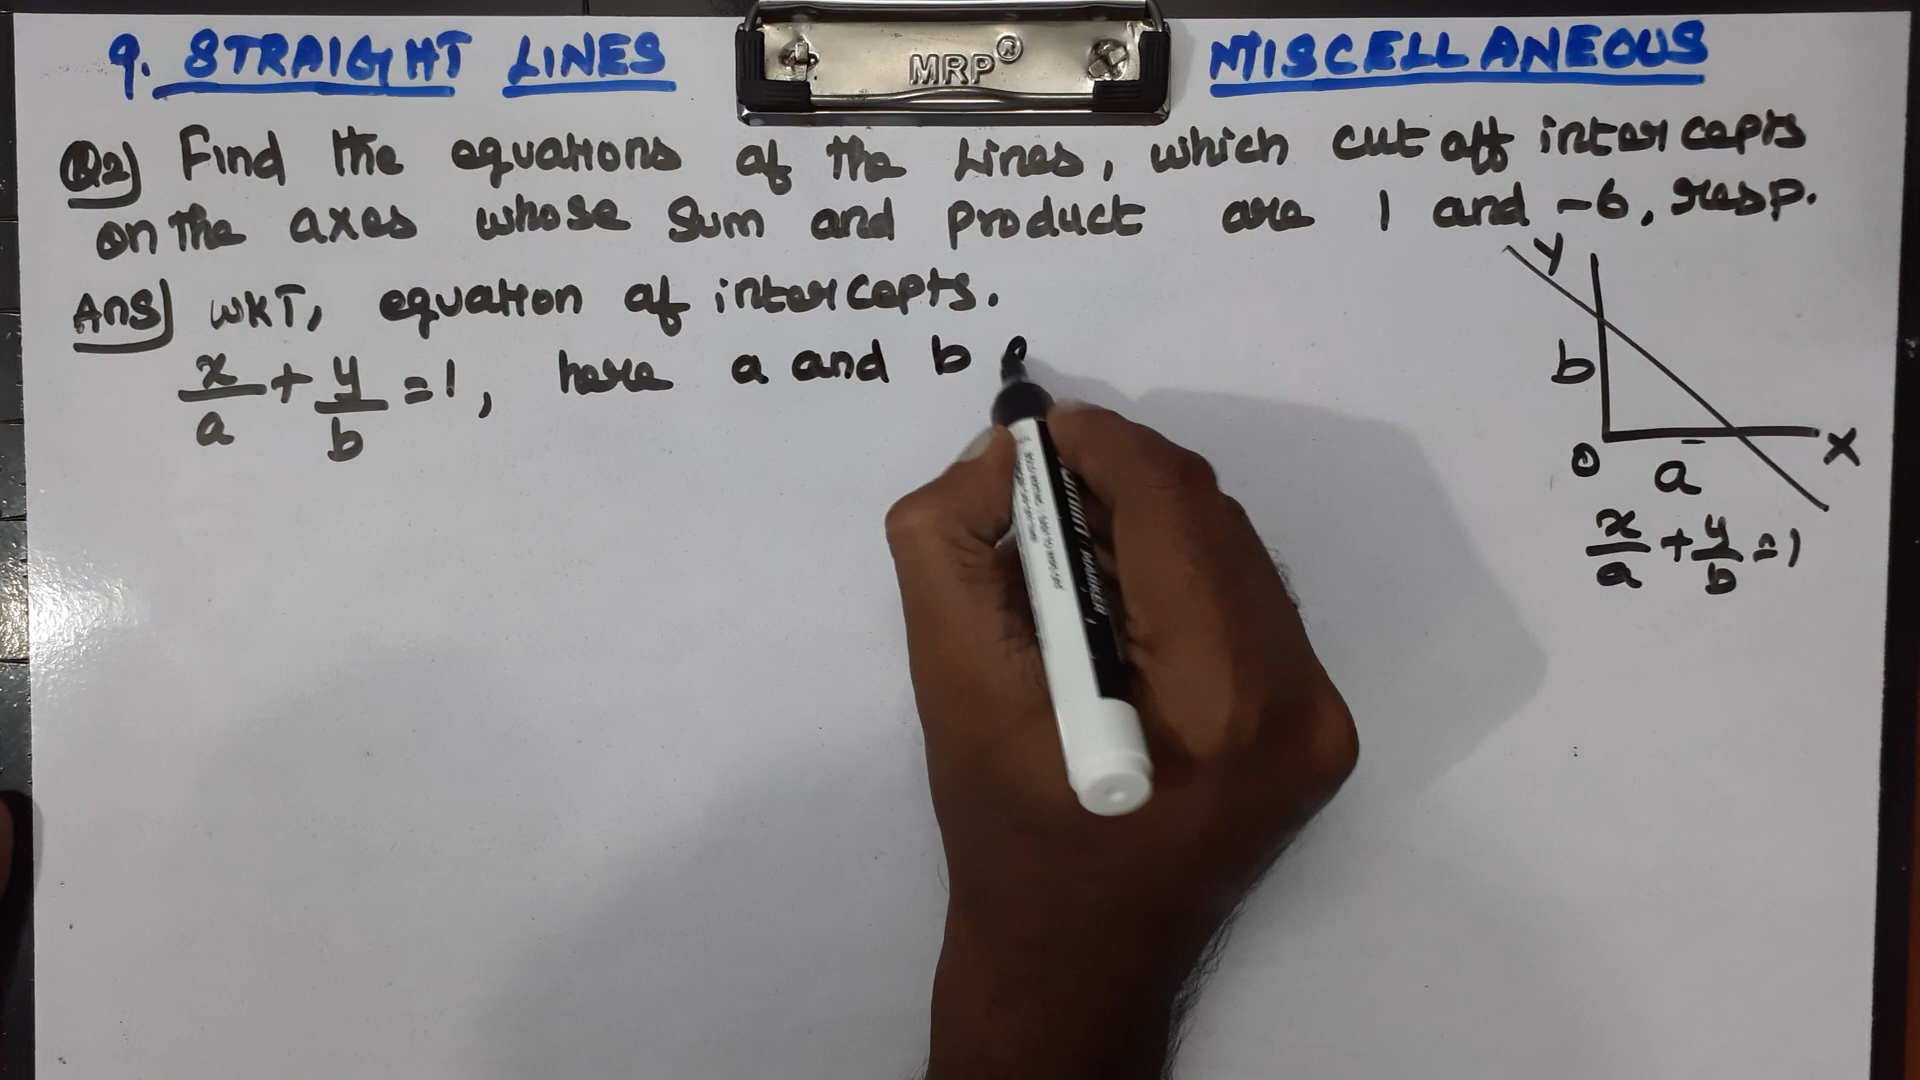 9. STRAIGHT LINES
MRP®
MISCELLANEOUS
Q2) Find the equations of the Lines, which cut off intercepts
on the axes whose sum and product are 1 and -6, resp.
Ans) WKT, equation of intercepts.
x/a + y/b = 1, here a and b
Y
b
O a X
x/a + y/b = 1
MARKER